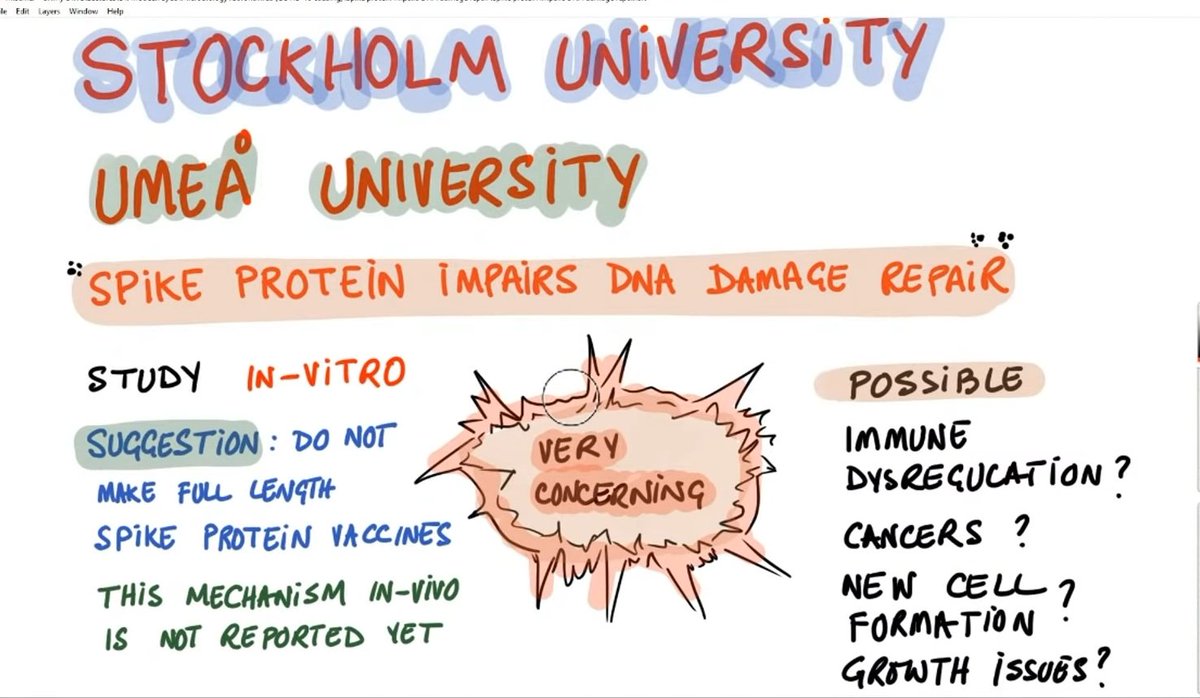 Edit Layers Window Help
STOCKHOLM UNIVERSITY
UMEÅ UNIVERSITY
SPIKE PROTEIN IMPAIRS DNA DAMAGE REPAIR
STUDY IN-VITRO
SUGGESTION: DO NOT
MAKE FULL LENGTH
SPIKE PROTEIN VACCINES
THIS MECHANISM IN-VIVO
IS NOT REPORTED YET
VERY
CONCERNING
POSSIBLE
IMMUNE
DYSREGUCATION?
CANCERS ?
NEW CELL
FORMATION ?
GROWTH ISSUES?